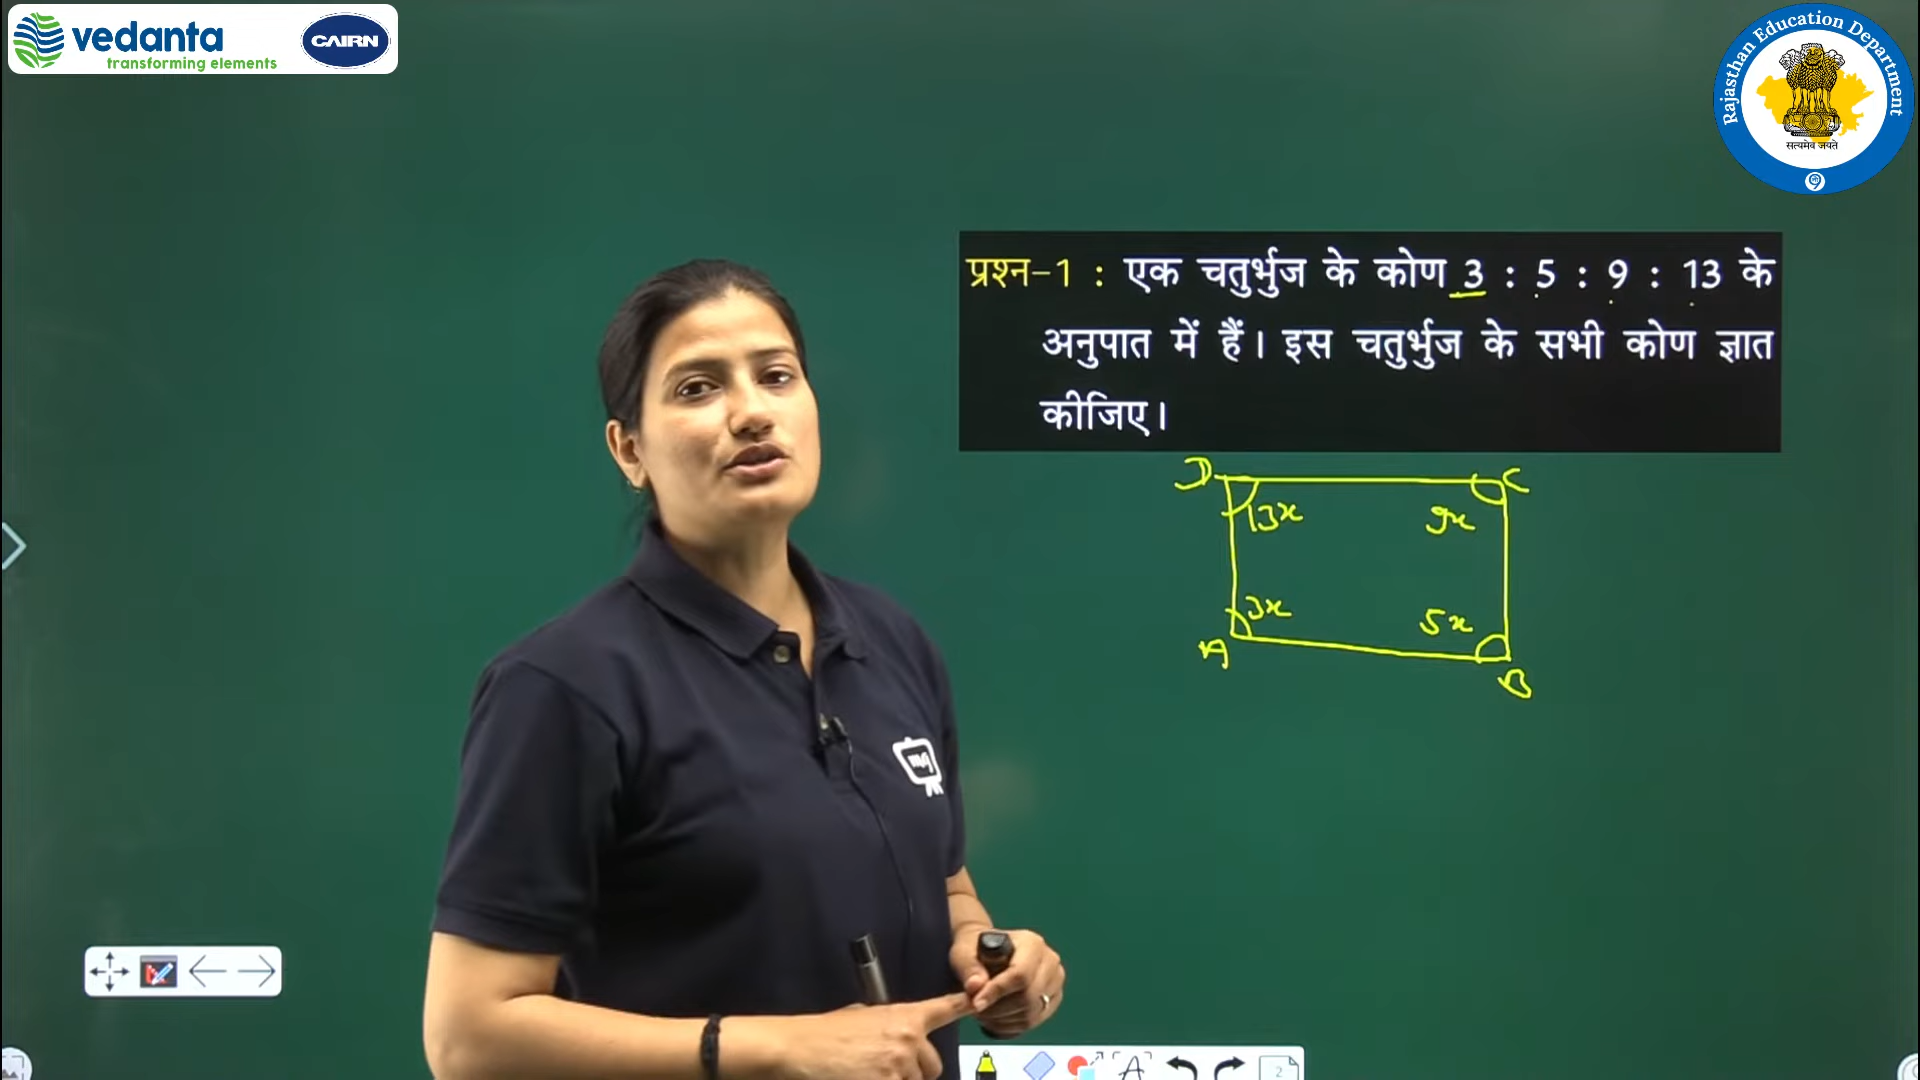 vedanta
transforming elements
CAIRN
Rajasthan Education Department
सत्यमेव जयते
प्रश्न-1 : एक चतुर्भुज के कोण 3 : 5 : 9 : 13 के
अनुपात में हैं। इस चतुर्भुज के सभी कोण ज्ञात
कीजिए।
D C
13x 9x
3x 5x
A B
A
2